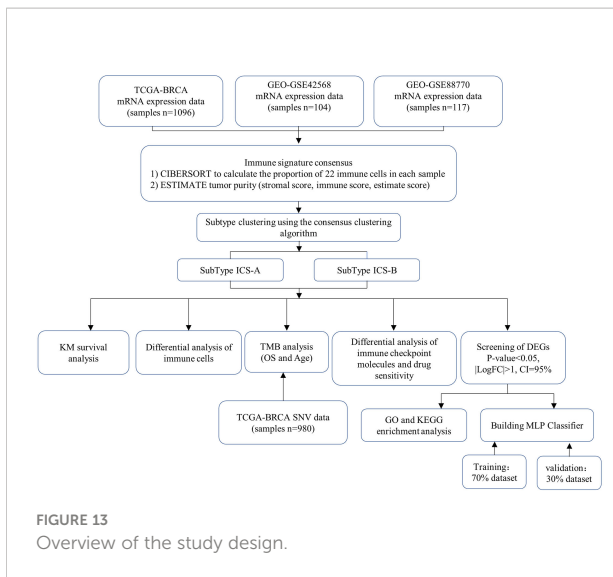 TCGA-BRCA
mRNA expression data
(samples n=1096)
GEO-GSE42568
mRNA expression data
(samples n=104)
GEO-GSE88770
mRNA expression data
(samples n=117)
Immune signature consensus
1) CIBERSORT to calculate the proportion of 22 immune cells in each sample
2) ESTIMATE tumor purity (stromal score, immune score, estimate score)
Subtype clustering using the consensus clustering
algorithm
SubType ICS-A
SubType ICS-B
KM survival
analysis
Differential analysis of
immune cells
TMB analysis
(OS and Age)
Differential analysis of
immune checkpoint
molecules and drug
sensitivity
Screening of DEGs
P-value<0.05,
|LogFC|>1, CI=95%
TCGA-BRCA SNV data
(samples n=980)
GO and KEGG
enrichment analysis
Building MLP Classifier
Training：
70% dataset
validation：
30% dataset
FIGURE 13
Overview of the study design.